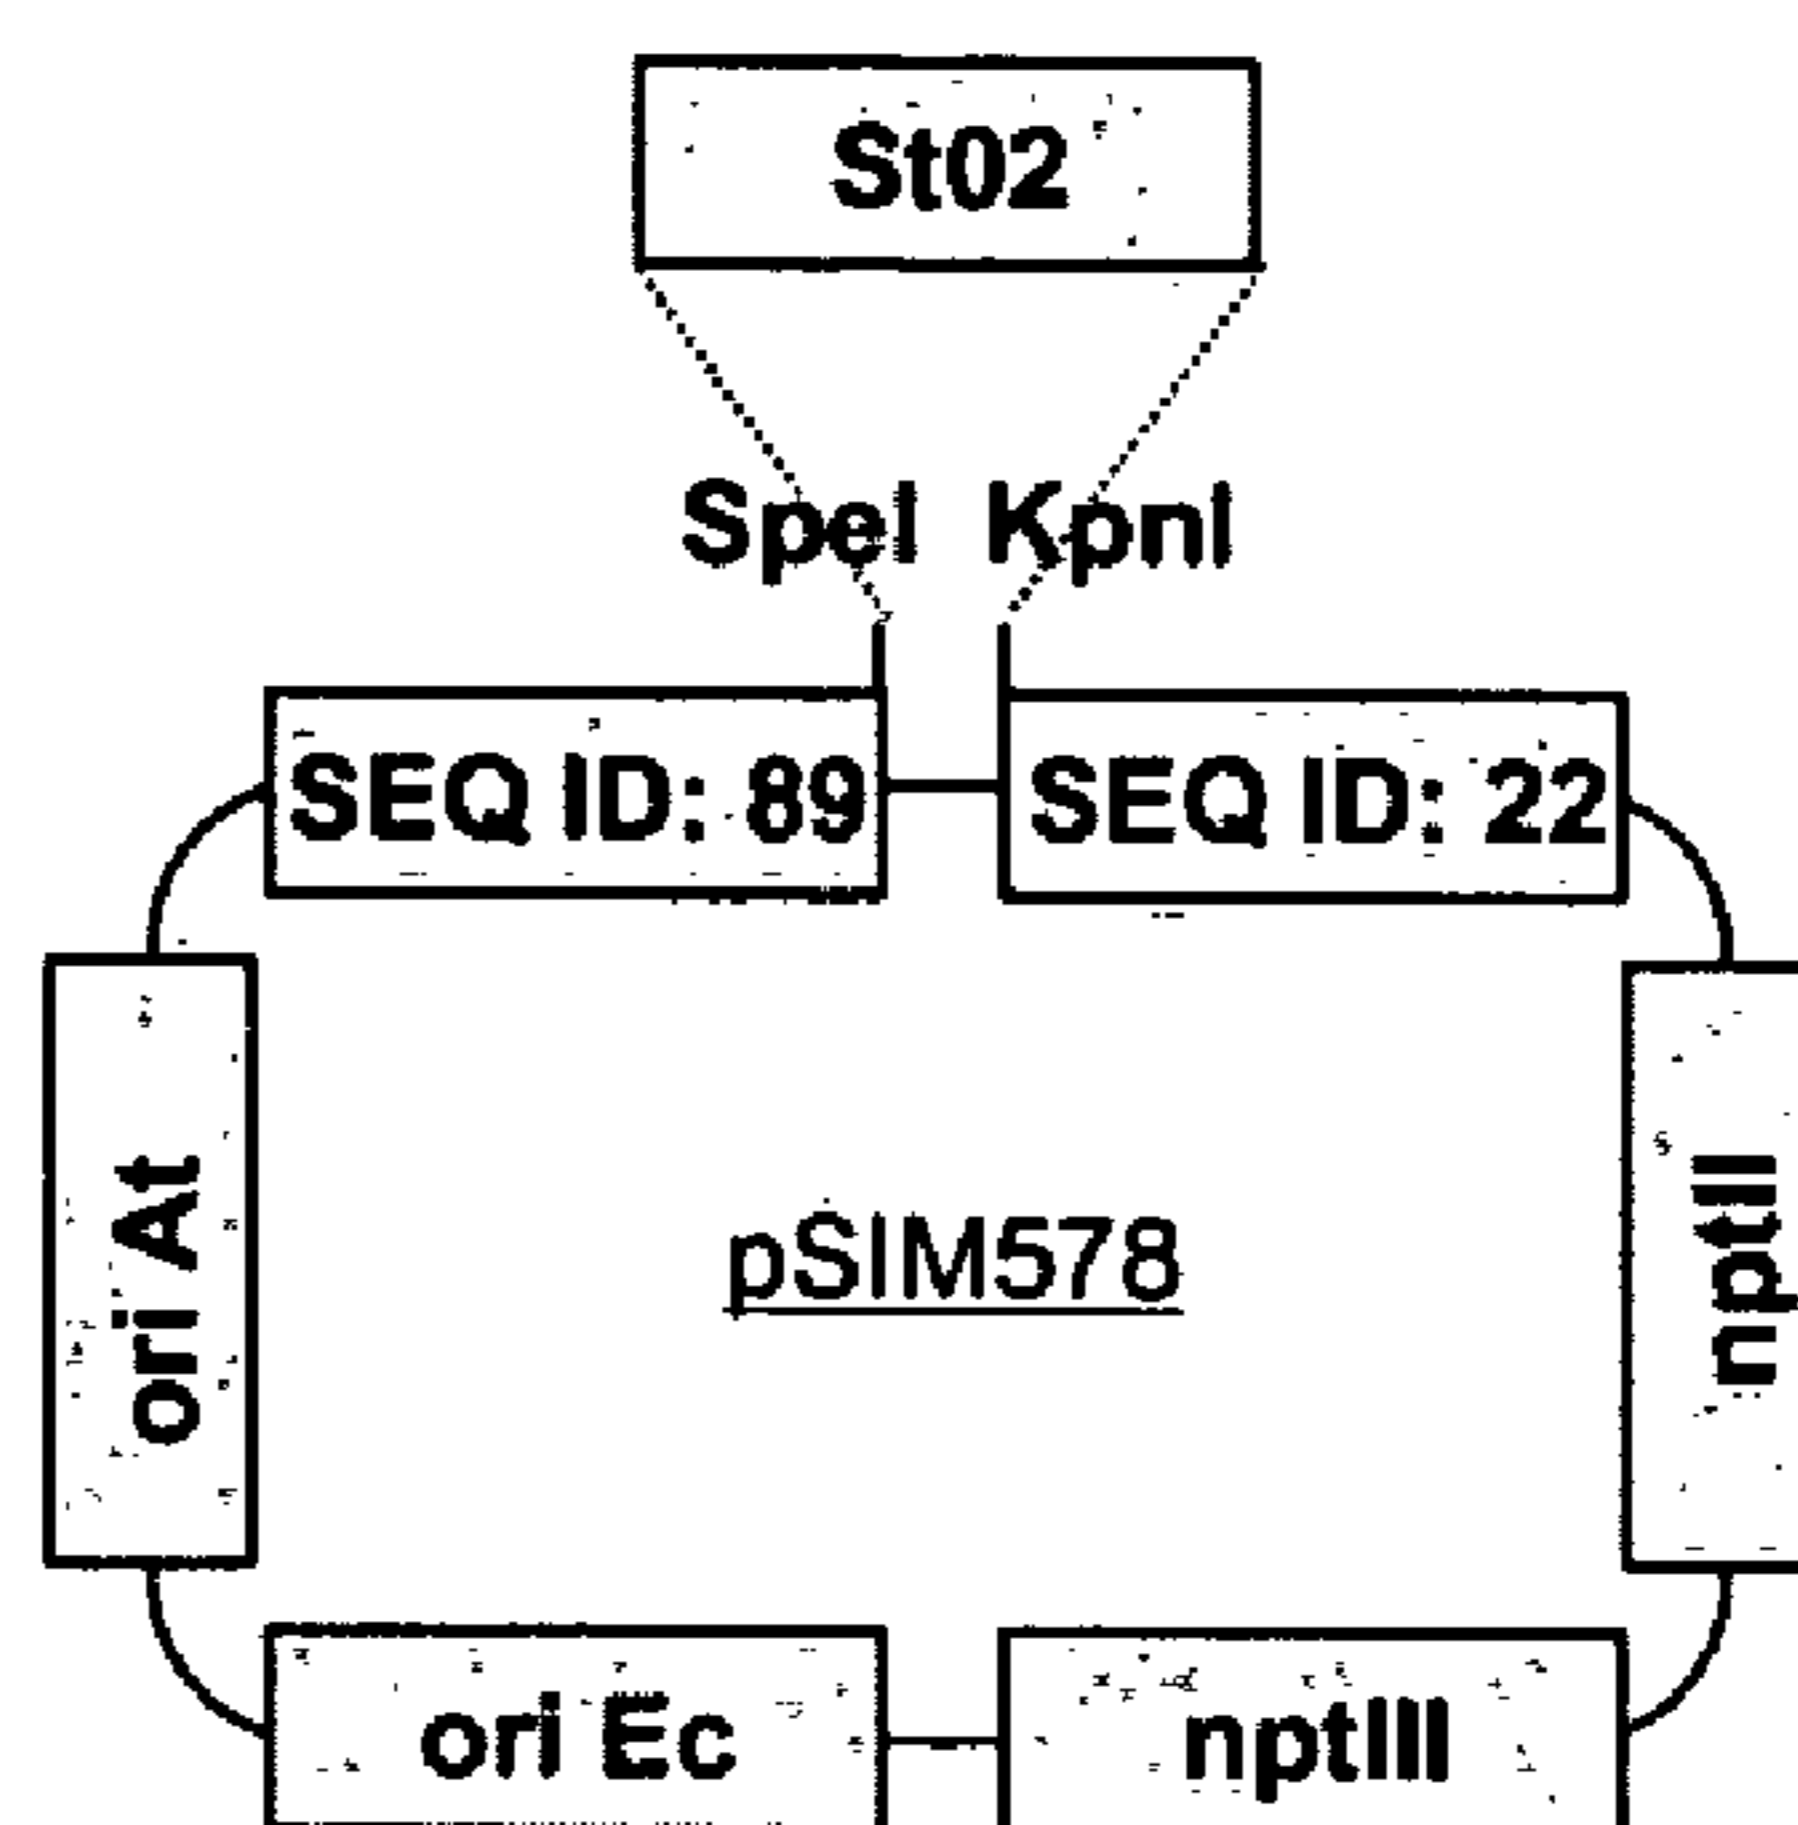 St02
SpeI KpnI
SEQ ID: 89
SEQ ID: 22
ori At
pSIM578
nptII
ori Ec
nptIII